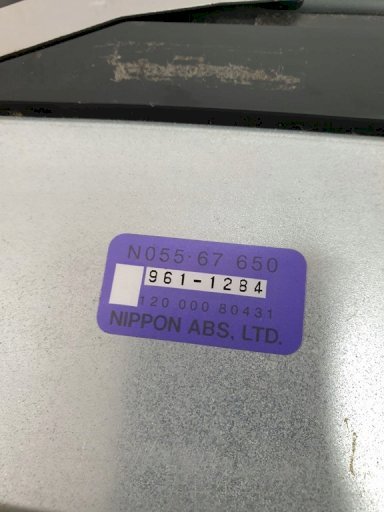 N055·67 650
961-1284
120 000 80431
NIPPON ABS, LTD.